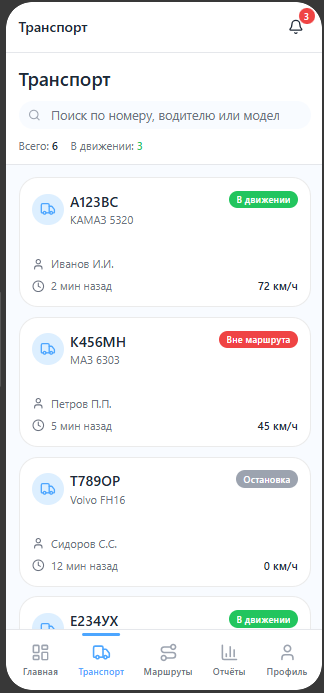 Транспорт
3
Транспорт
Поиск по номеру, водителю или модел
Всего: 6 В движении: 3
А123ВС
В движении
КАМАЗ 5320
Иванов И.И.
2 мин назад
72 км/ч
К456МН
Вне маршрута
МАЗ 6303
Петров П.П.
5 мин назад
45 км/ч
Т789ОР
Остановка
Volvo FH16
Сидоров С.С.
12 мин назад
0 км/ч
Е234УХ
В движении
Главная
Транспорт
Маршруты
Отчёты
Профиль